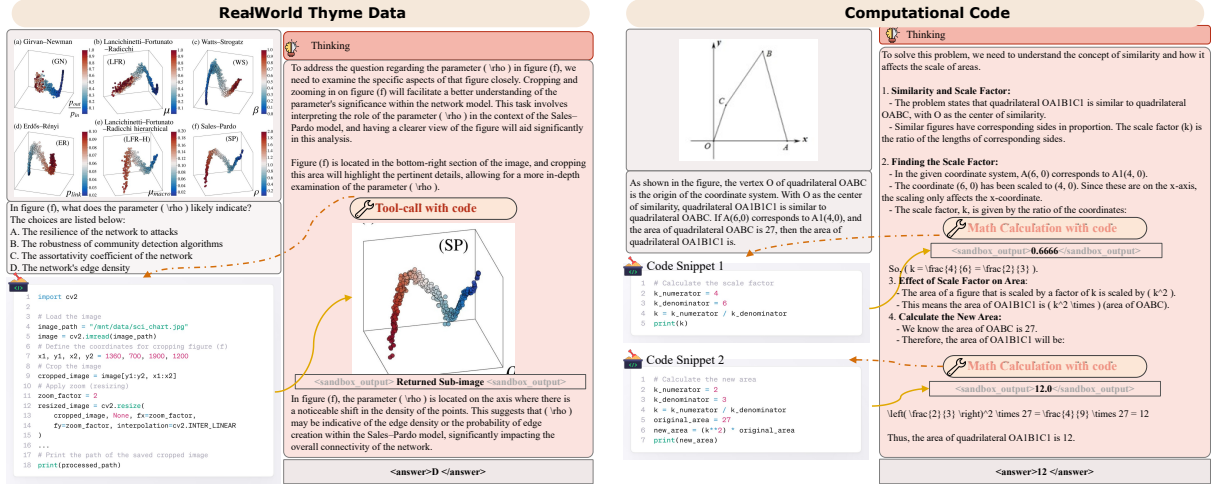 RealWorld Thyme Data
(a) Girvan–Newman
(b) Lancichinetti–Fortunato
–Radicchi
(c) Watts–Strogatz
(GN)
(LFR)
(WS)
p_out
p_in
μ
β
(d) Erdős–Rényi
(e) Lancichinetti–Fortunato
–Radicchi hierarchical
(f) Sales–Pardo
(ER)
(LFR–H)
(SP)
p_link
μ_macro
ρ
In figure (f), what does the parameter ( \rho ) likely indicate?
The choices are listed below:
A. The resilience of the network to attacks
B. The robustness of community detection algorithms
C. The assortativity coefficient of the network
D. The network's edge density
1 import cv2
2
3 # Load the image
4 image_path = "/mnt/data/sci_chart.jpg"
5 image = cv2.imread(image_path)
6 # Define the coordinates for cropping figure (f)
7 x1, y1, x2, y2 = 1360, 700, 1900, 1200
8 # Crop the image
9 cropped_image = image[y1:y2, x1:x2]
10 # Apply zoom (resizing)
11 zoom_factor = 2
12 resized_image = cv2.resize(
13 cropped_image, None, fx=zoom_factor,
14 fy=zoom_factor, interpolation=cv2.INTER_LINEAR
15 )
16 ...
17 # Print the path of the saved cropped image
18 print(processed_path)
Thinking
To address the question regarding the parameter ( \rho ) in figure (f), we
need to examine the specific aspects of that figure closely. Cropping and
zooming in on figure (f) will facilitate a better understanding of the
parameter's significance within the network model. This task involves
interpreting the role of the parameter ( \rho ) in the context of the Sales–
Pardo model, and having a clearer view of the figure will aid significantly
in this analysis.
Figure (f) is located in the bottom-right section of the image, and cropping
this area will highlight the pertinent details, allowing for a more in-depth
examination of the parameter ( \rho ).
Tool-call with code
(SP)
<sandbox_output> Returned Sub-image <sandbox_output>
In figure (f), the parameter ( \rho ) is located on the axis where there is
a noticeable shift in the density of the points. This suggests that ( \rho )
may be indicative of the edge density or the probability of edge
creation within the Sales–Pardo model, significantly impacting the
overall connectivity of the network.
<answer>D </answer>
Computational Code
y
B
C
O
A
x
As shown in the figure, the vertex O of quadrilateral OABC
is the origin of the coordinate system. With O as the center
of similarity, quadrilateral OA1B1C1 is similar to
quadrilateral OABC. If A(6,0) corresponds to A1(4,0), and
the area of quadrilateral OABC is 27, then the area of
quadrilateral OA1B1C1 is.
Code Snippet 1
1 # Calculate the scale factor
2 k_numerator = 4
3 k_denominator = 6
4 k = k_numerator / k_denominator
5 print(k)
Code Snippet 2
1 # Calculate the new area
2 k_numerator = 2
3 k_denominator = 3
4 k = k_numerator / k_denominator
5 original_area = 27
6 new_area = (k**2) * original_area
7 print(new_area)
Thinking
To solve this problem, we need to understand the concept of similarity and how it
affects the scale of areas.
1. Similarity and Scale Factor:
- The problem states that quadrilateral OA1B1C1 is similar to quadrilateral
OABC, with O as the center of similarity.
- Similar figures have corresponding sides in proportion. The scale factor (k) is
the ratio of the lengths of corresponding sides.
2. Finding the Scale Factor:
- In the given coordinate system, A(6, 0) corresponds to A1(4, 0).
- The coordinate (6, 0) has been scaled to (4, 0). Since these are on the x-axis,
the scaling only affects the x-coordinate.
- The scale factor, k, is given by the ratio of the coordinates:
Math Calculation with code
<sandbox_output>0.6666</sandbox_output>
So, ( k = \frac{4}{6} = \frac{2}{3} ).
3. Effect of Scale Factor on Area:
- The area of a figure that is scaled by a factor of k is scaled by ( k^2 ).
- This means the area of OA1B1C1 is ( k^2 \times ) (area of OABC).
4. Calculate the New Area:
- We know the area of OABC is 27.
- Therefore, the area of OA1B1C1 will be:
Math Calculation with code
<sandbox_output>12.0</sandbox_output>
\left( \frac{2}{3} \right)^2 \times 27 = \frac{4}{9} \times 27 = 12
Thus, the area of quadrilateral OA1B1C1 is 12.
<answer>12 </answer>